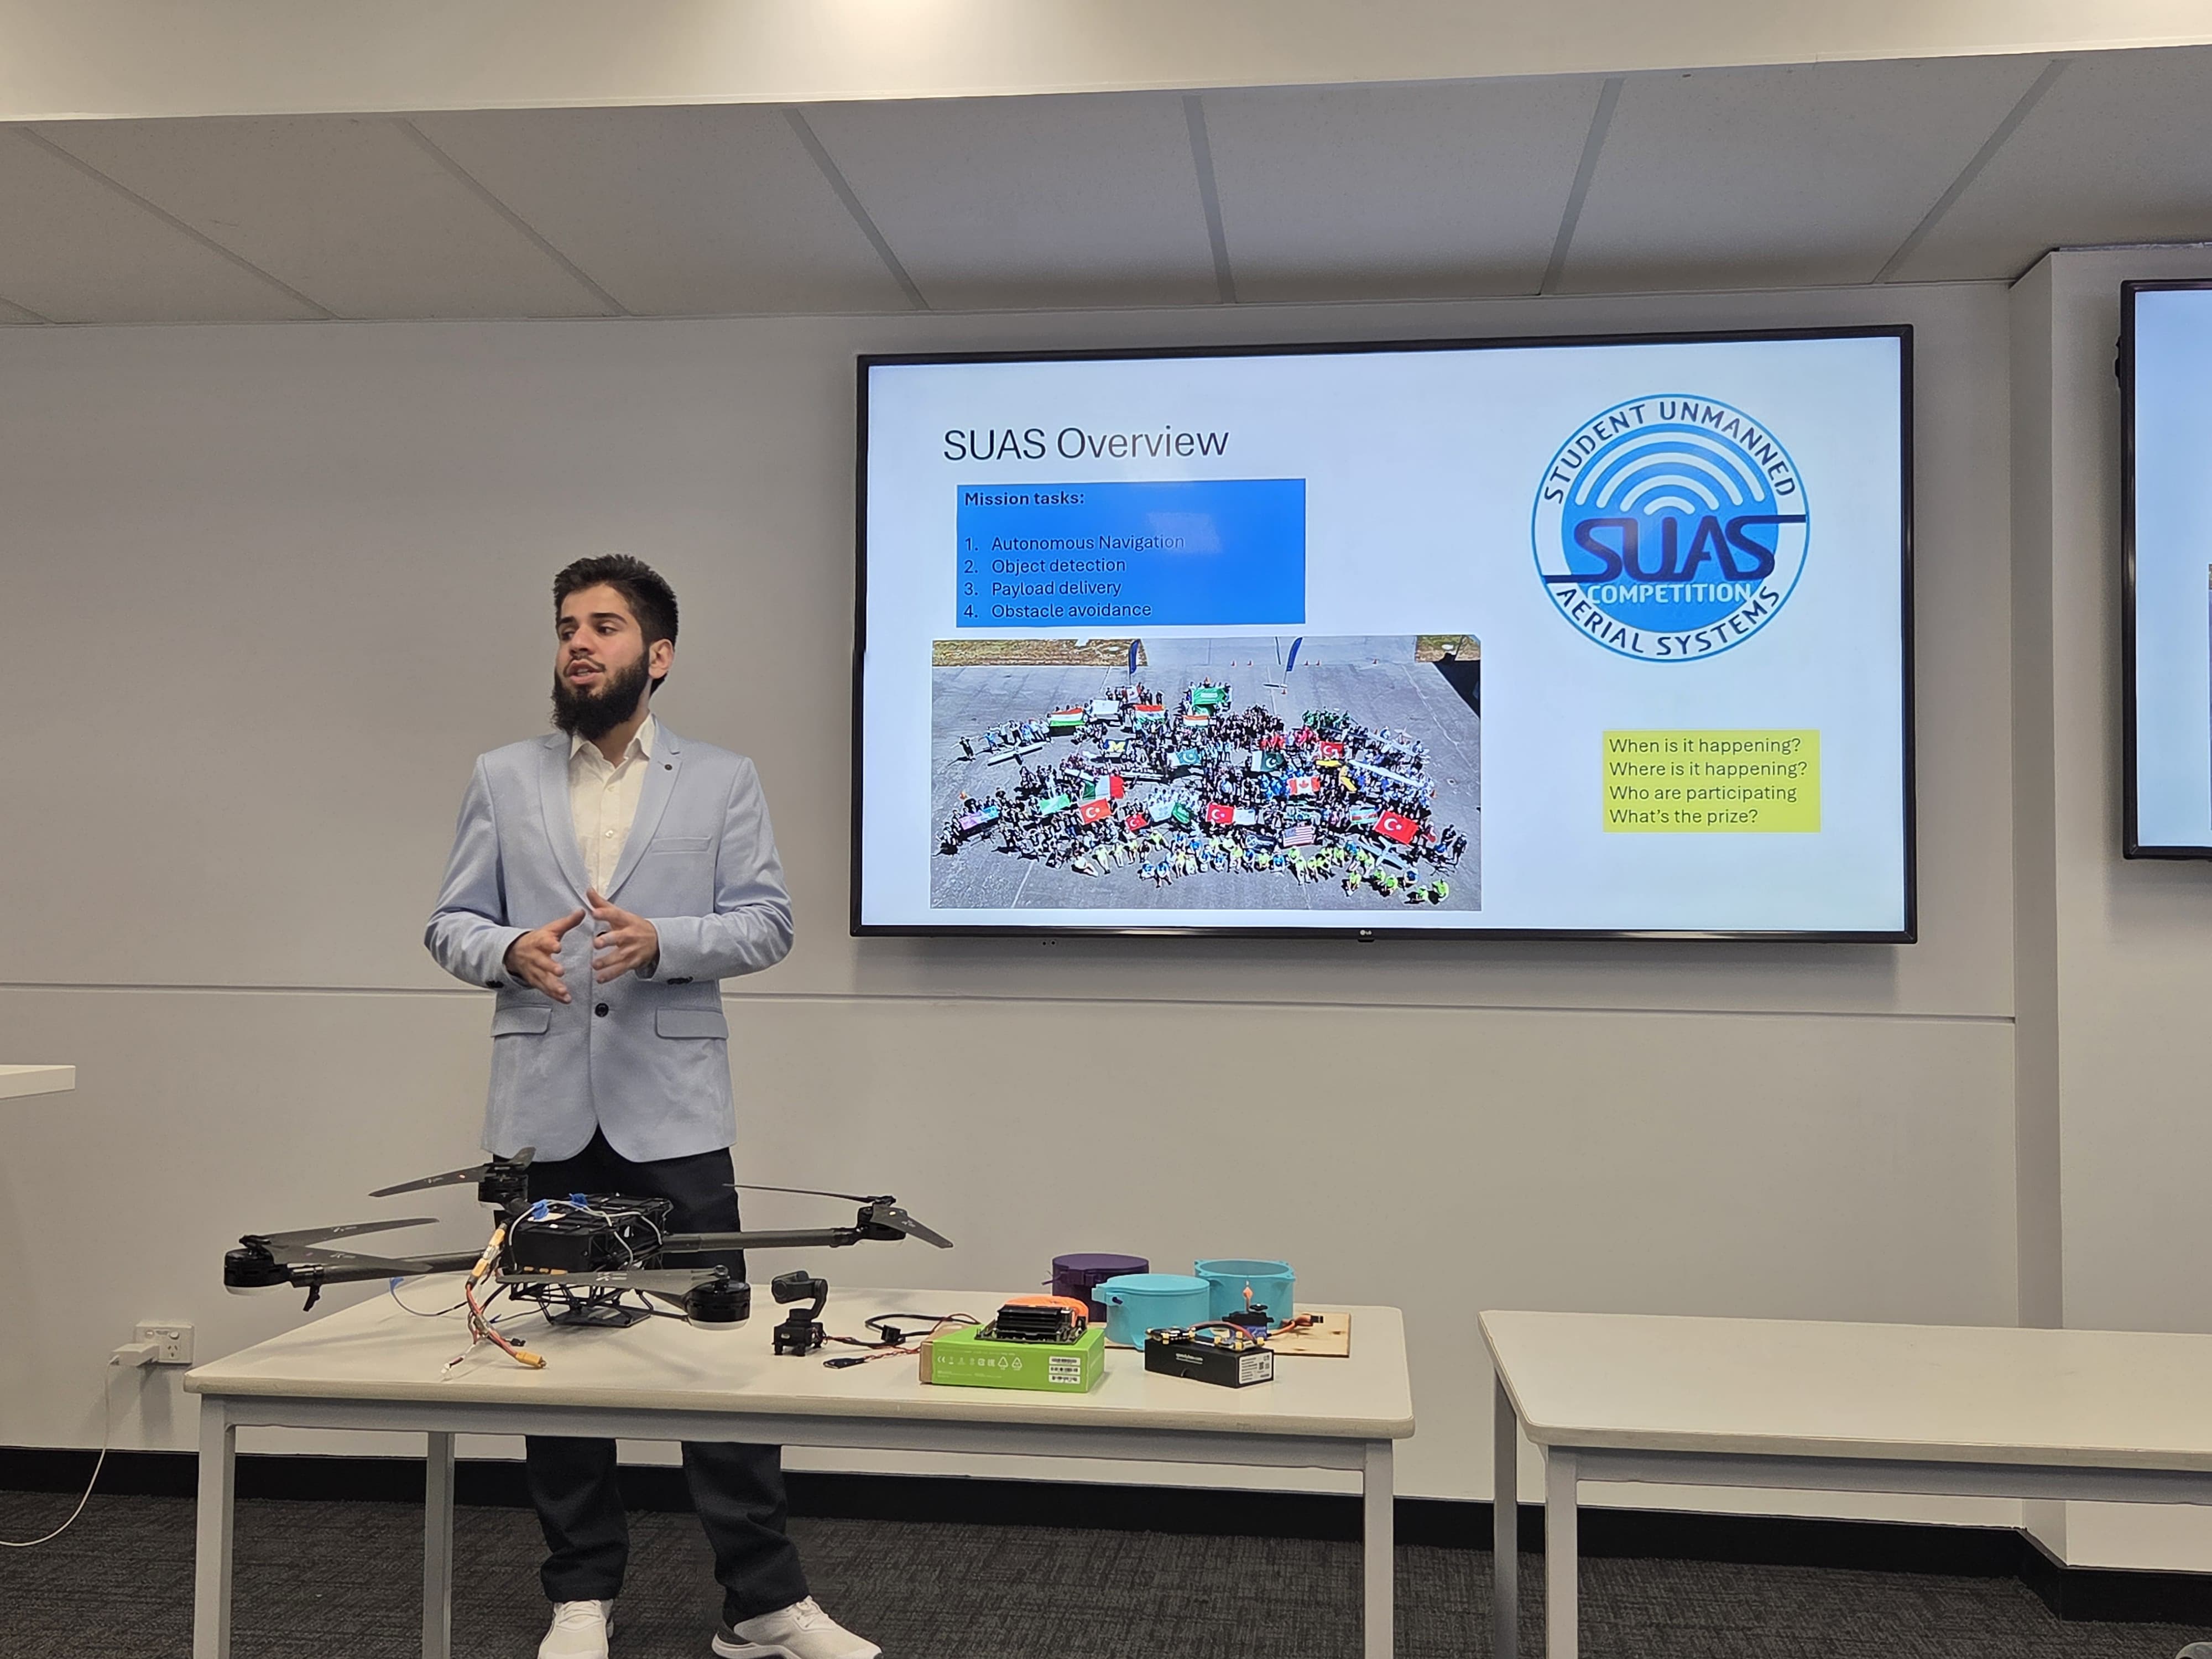 SUAS Overview
Mission tasks:
1. Autonomous Navigation
2. Object detection
3. Payload delivery
4. Obstacle avoidance
STUDENT UNMANNED
SUAS
COMPETITION
AERIAL SYSTEMS
When is it happening?
Where is it happening?
Who are participating
What's the prize?
LG